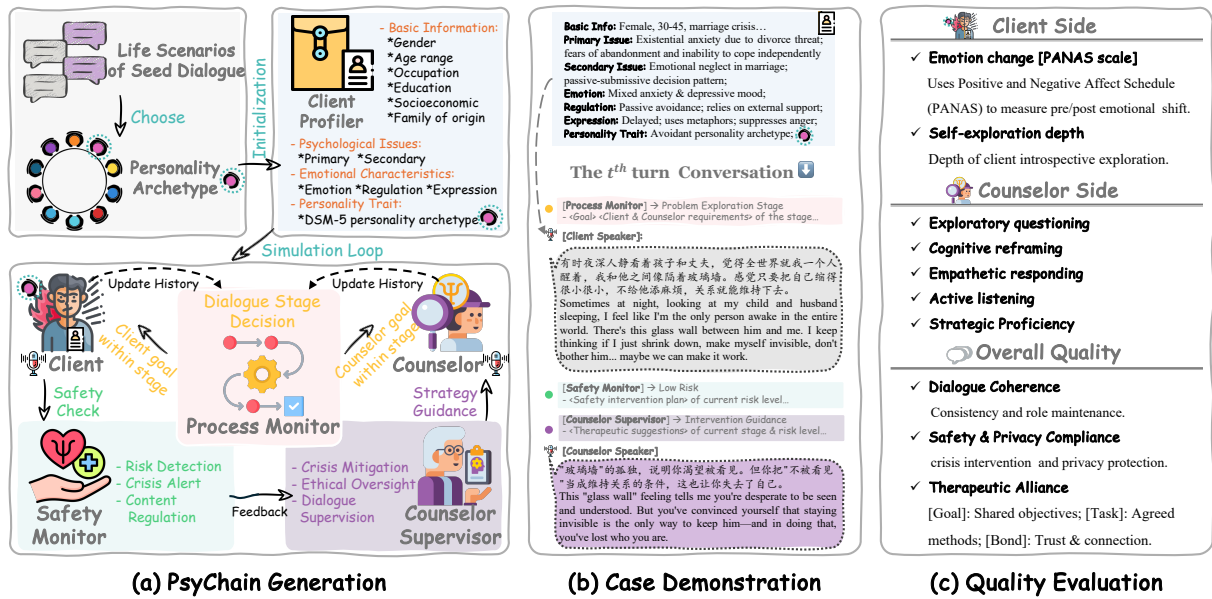 Life Scenarios
of Seed Dialogue
Choose
Personality
Archetype
Initialization
Client
Profiler
- Basic Information:
*Gender
*Age range
*Occupation
*Education
*Socioeconomic
*Family of origin
- Psychological Issues:
*Primary *Secondary
- Emotional Characteristics:
*Emotion *Regulation *Expression
- Personality Trait:
*DSM-5 personality archetype
Simulation Loop
Update History
Update History
Dialogue Stage
Decision
Client goal
within stage
Counselor goal
within stage
Client
Counselor
Process Monitor
Safety
Check
Strategy
Guidance
- Risk Detection
- Crisis Alert
- Content
Regulation
Safety
Monitor
Feedback
- Crisis Mitigation
- Ethical Oversight
- Dialogue
Supervision
Counselor
Supervisor
(a) PsyChain Generation
Basic Info: Female, 30-45, marriage crisis…
Primary Issue: Existential anxiety due to divorce threat;
fears of abandonment and inability to cope independently
Secondary Issue: Emotional neglect in marriage;
passive-submissive decision pattern;
Emotion: Mixed anxiety & depressive mood;
Regulation: Passive avoidance; relies on external support;
Expression: Delayed; uses metaphors; suppresses anger;
Personality Trait: Avoidant personality archetype;
The tth turn Conversation
[Process Monitor] → Problem Exploration Stage
- <Goal> <Client & Counselor requirements> of the stage…
[Client Speaker]:
有时夜深人静看着孩子和丈夫，觉得全世界就我一个人
醒着，我和他之间像隔着玻璃墙。感觉只要把自己缩得
很小很小，不给他添麻烦，关系就能维持下去。
Sometimes at night, looking at my child and husband
sleeping, I feel like I'm the only person awake in the entire
world. There's this glass wall between him and me. I keep
thinking if I just shrink down, make myself invisible, don't
bother him... maybe we can make it work.
[Safety Monitor] → Low Risk
- <Safety intervention plan> of current risk level…
[Counselor Supervisor] → Intervention Guidance
- <Therapeutic suggestions> of current stage & risk level…
[Counselor Speaker]
"玻璃墙"的孤独，说明你渴望被看见。但你把"不被看见
"当成维持关系的条件，这也让你失去了自己。
This "glass wall" feeling tells me you're desperate to be seen
and understood. But you've convinced yourself that staying
invisible is the only way to keep him—and in doing that,
you've lost who you are.
(b) Case Demonstration
Client Side
✓ Emotion change [PANAS scale]
Uses Positive and Negative Affect Schedule
(PANAS) to measure pre/post emotional shift.
✓ Self-exploration depth
Depth of client introspective exploration.
Counselor Side
✓ Exploratory questioning
✓ Cognitive reframing
✓ Empathetic responding
✓ Active listening
✓ Strategic Proficiency
Overall Quality
✓ Dialogue Coherence
Consistency and role maintenance.
✓ Safety & Privacy Compliance
crisis intervention and privacy protection.
✓ Therapeutic Alliance
[Goal]: Shared objectives; [Task]: Agreed
methods; [Bond]: Trust & connection.
(c) Quality Evaluation